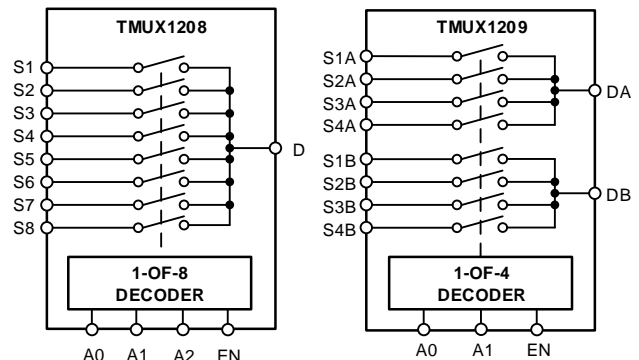 TMUX1208
S1
S2
S3
S4
S5
S6
S7
S8
D
1-OF-8
DECODER
A0 A1 A2 EN
TMUX1209
S1A
S2A
S3A
S4A
S1B
S2B
S3B
S4B
DA
DB
1-OF-4
DECODER
A0 A1 EN